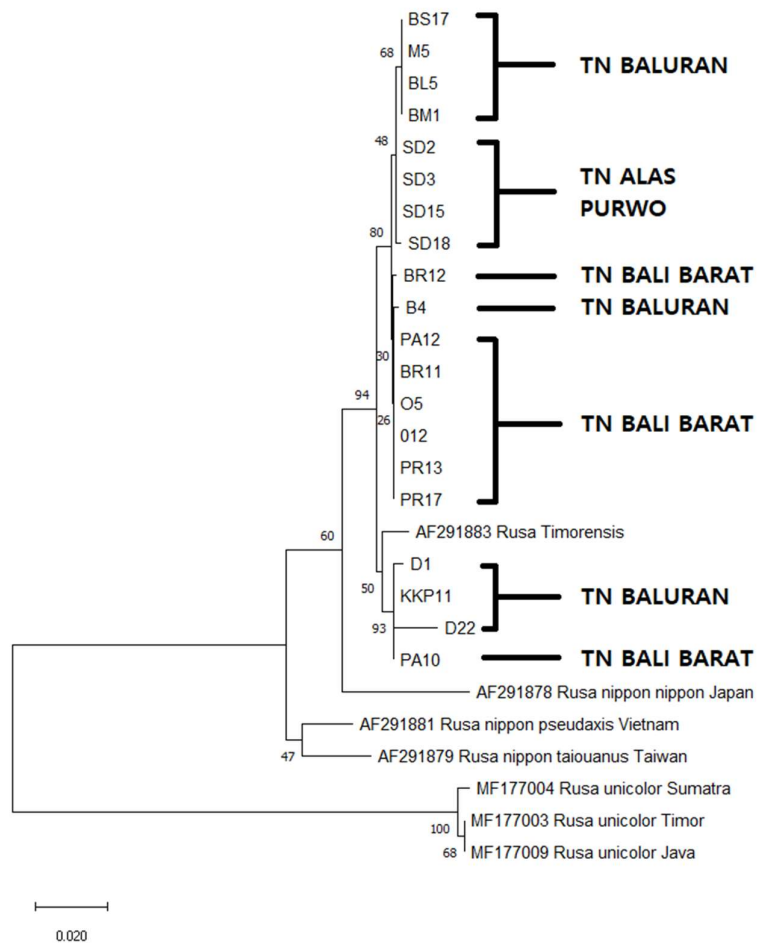 BS17
68
M5
TN BALURAN
BL5
BM1
48
SD2
SD3
TN ALAS
PURWO
SD15
80
SD18
BR12
TN BALI BARAT
B4
TN BALURAN
PA12
30
BR11
94
O5
26
TN BALI BARAT
012
PR13
PR17
AF291883 Rusa Timorensis
60
D1
50
KKP11
TN BALURAN
93
D22
PA10
TN BALI BARAT
AF291878 Rusa nippon nippon Japan
AF291881 Rusa nippon pseudaxis Vietnam
47
AF291879 Rusa nippon taiouanus Taiwan
MF177004 Rusa unicolor Sumatra
100
MF177003 Rusa unicolor Timor
68
MF177009 Rusa unicolor Java
0.020